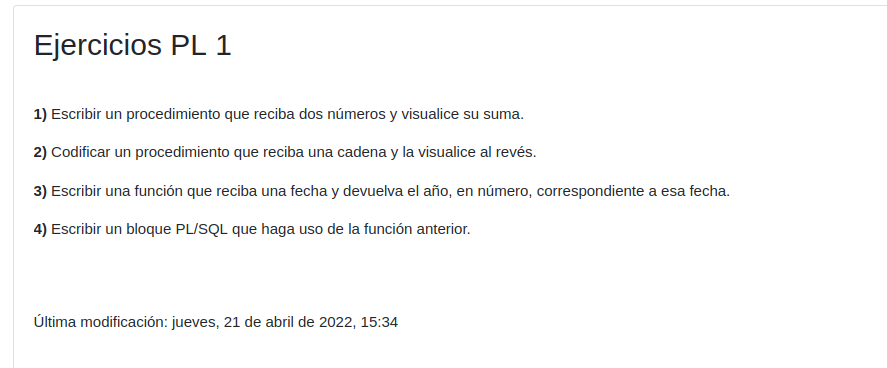 Ejercicios PL 1
1) Escribir un procedimiento que reciba dos números y visualice su suma.
2) Codificar un procedimiento que reciba una cadena y la visualice al revés.
3) Escribir una función que reciba una fecha y devuelva el año, en número, correspondiente a esa fecha.
4) Escribir un bloque PL/SQL que haga uso de la función anterior.
Última modificación: jueves, 21 de abril de 2022, 15:34